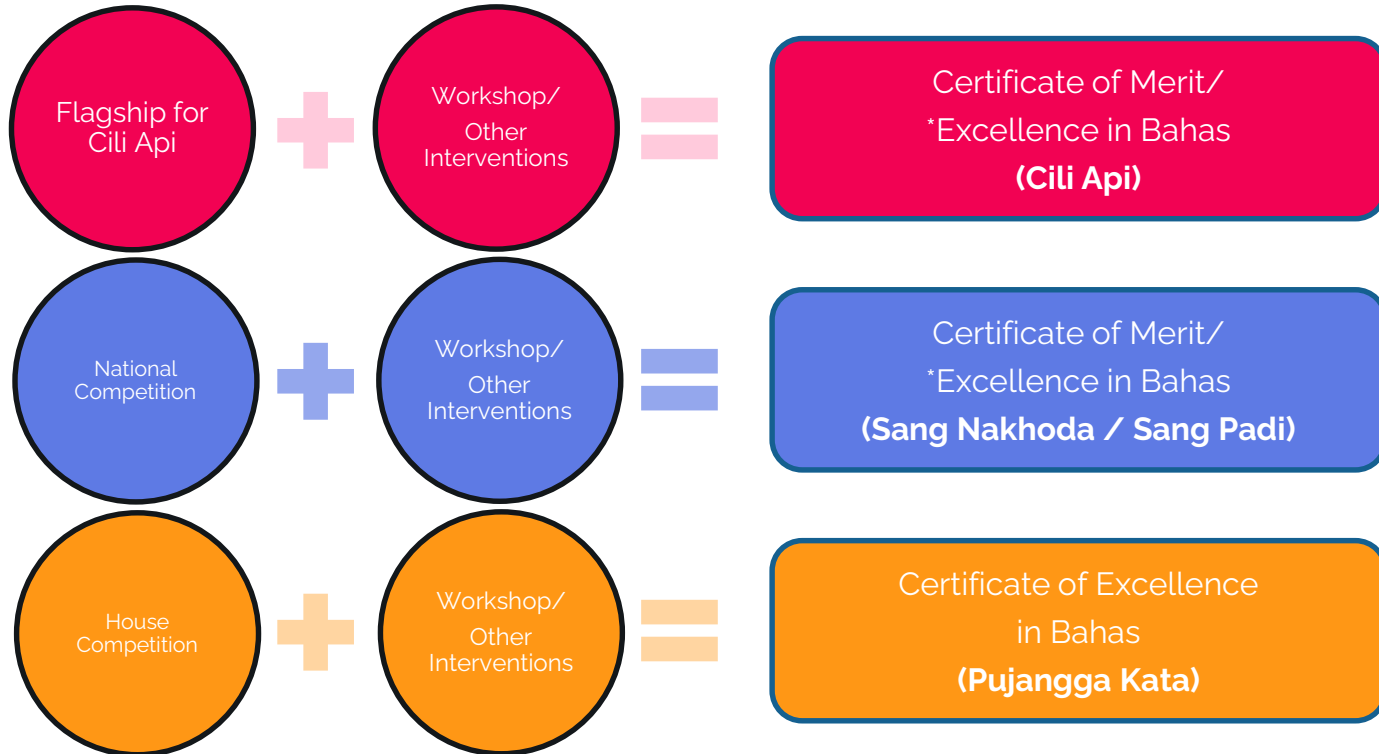 Flagship for
Cili Api
Workshop/
Other
Interventions
Certificate of Merit/
*Excellence in Bahas
(Cili Api)
National
Competition
Workshop/
Other
Interventions
Certificate of Merit/
*Excellence in Bahas
(Sang Nakhoda / Sang Padi)
House
Competition
Workshop/
Other
Interventions
Certificate of Excellence
in Bahas
(Pujangga Kata)